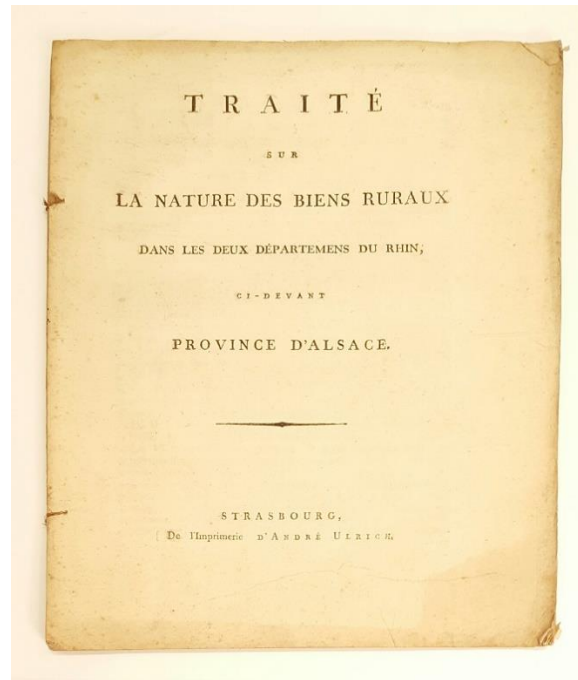 TRAITÉ
SUR
LA NATURE DES BIENS RURAUX
DANS LES DEUX DÉPARTEMENS DU RHIN,
CI-DEVANT
PROVINCE D'ALSACE.
STRASBOURG,
De l'Imprimerie D'ANDRÉ ULRICH.